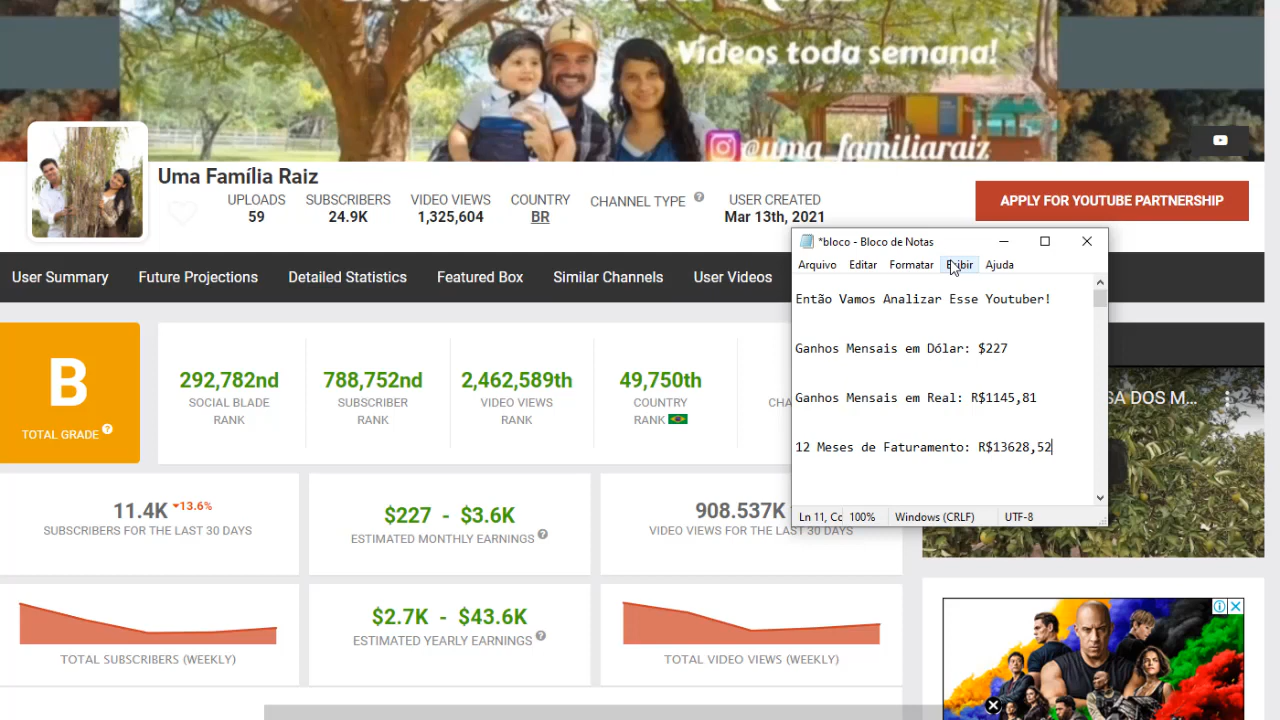 Vídeos toda semana!
@uma_familiaraiz
Uma Família Raiz
UPLOADS
59
SUBSCRIBERS
24.9K
VIDEO VIEWS
1,325,604
COUNTRY
BR
CHANNEL TYPE
USER CREATED
Mar 13th, 2021
APPLY FOR YOUTUBE PARTNERSHIP
User Summary
Future Projections
Detailed Statistics
Featured Box
Similar Channels
User Videos
*bloco - Bloco de Notas
Arquivo
Editar
Formatar
Exibir
Ajuda
Então Vamos Analizar Esse Youtuber!
Ganhos Mensais em Dólar: $227
Ganhos Mensais em Real: R$1145,81
12 Meses de Faturamento: R$13628,52
Ln 11, Cc
100%
Windows (CRLF)
UTF-8
B
TOTAL GRADE
292,782nd
SOCIAL BLADE
RANK
788,752nd
SUBSCRIBER
RANK
2,462,589th
VIDEO VIEWS
RANK
49,750th
COUNTRY
RANK
CHA
SA DOS M...
11.4K
13.6%
SUBSCRIBERS FOR THE LAST 30 DAYS
$227 - $3.6K
ESTIMATED MONTHLY EARNINGS
908.537K
VIDEO VIEWS FOR THE LAST 30 DAYS
TOTAL SUBSCRIBERS (WEEKLY)
$2.7K - $43.6K
ESTIMATED YEARLY EARNINGS
TOTAL VIDEO VIEWS (WEEKLY)